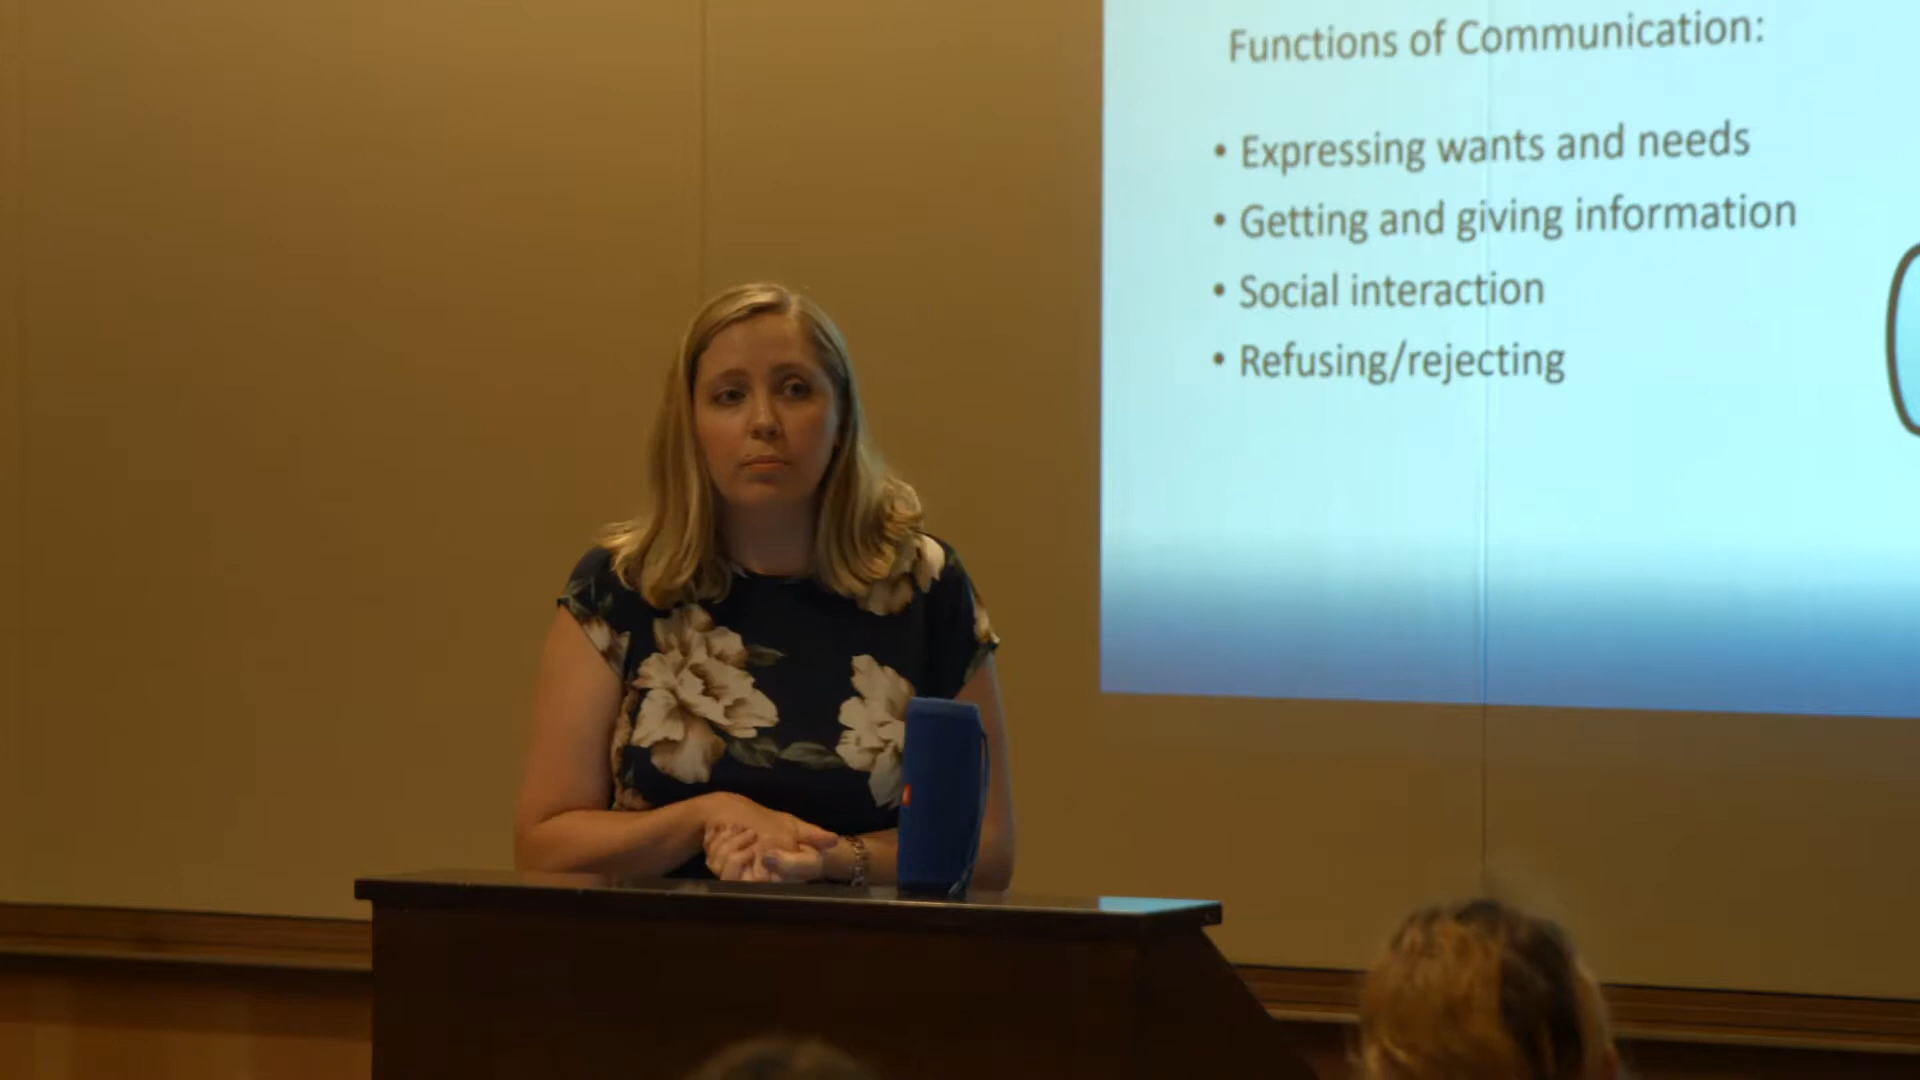 Functions of Communication:
• Expressing wants and needs
• Getting and giving information
• Social interaction
• Refusing/rejecting